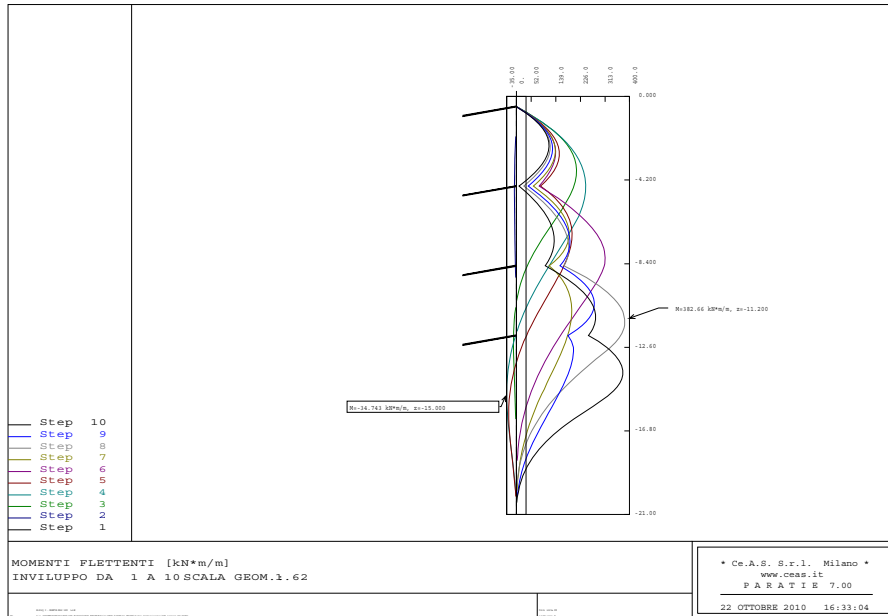 -35.00
0.
52.00
139.0
226.0
313.0
400.0
0.000
-4.200
-8.400
-12.60
-16.80
-21.00
M=382.66 kN*m/m, z=-11.200
M=-34.743 kN*m/m, z=-15.000
Step 10
Step 9
Step 8
Step 7
Step 6
Step 5
Step 4
Step 3
Step 2
Step 1
MOMENTI FLETTENTI [kN*m/m]
INVILUPPO DA 1 A 10 SCALA GEOM.1.62
* Ce.A.S. S.r.l. Milano *
www.ceas.it
P A R A T I E 7.00
22 OTTOBRE 2010 16:33:04